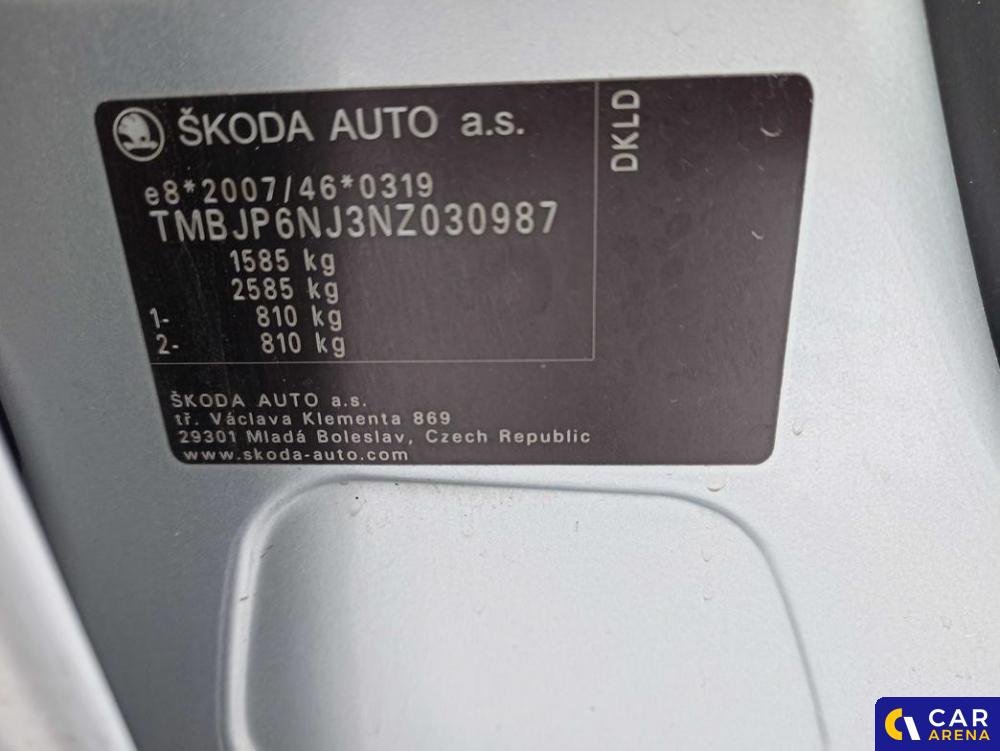 ŠKODA AUTO a.s.
DKLD
e8*2007/46*0319
TMBJP6NJ3NZ030987
1585 kg
2585 kg
1- 810 kg
2- 810 kg
ŠKODA AUTO a.s.
tř. Václava Klementa 869
29301 Mladá Boleslav, Czech Republic
www.skoda-auto.com
CAR
ARENA